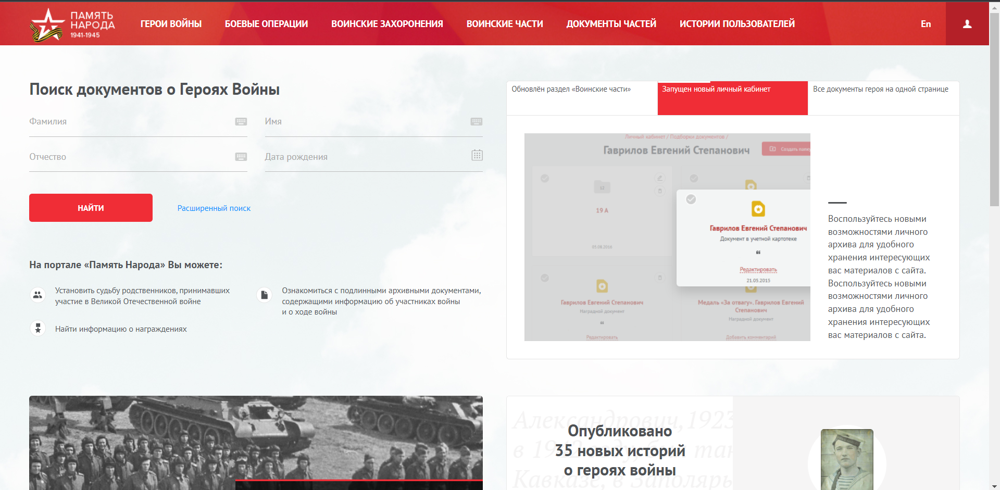 ПАМЯТЬ
НАРОДА
1941-1945
ГЕРОИ ВОЙНЫ
БОЕВЫЕ ОПЕРАЦИИ
ВОИНСКИЕ ЗАХОРОНЕНИЯ
ВОИНСКИЕ ЧАСТИ
ДОКУМЕНТЫ ЧАСТЕЙ
ИСТОРИИ ПОЛЬЗОВАТЕЛЕЙ
En
Поиск документов о Героях Войны
Фамилия
Имя
Отчество
Дата рождения
НАЙТИ
Расширенный поиск
На портале «Память Народа» Вы можете:
Установить судьбу родственников, принимавших
участие в Великой Отечественной войне
Ознакомиться с подлинными архивными документами,
содержащими информацию об участниках войны
и о ходе войны
Найти информацию о награждениях
Обновлён раздел «Воинские части»
Запущен новый личный кабинет
Все документы героя на одной странице
Личный кабинет / Подборки документов /
Гаврилов Евгений Степанович
Создать папку
12
19 А
05.08.2016
Гаврилов Евгений Степанович
Документ в учетной картотеке
“
Редактировать
21.05.2015
Гаврилов Евгений Степанович
Наградной документ
“
Редактировать
Медаль «За отвагу». Гаврилов Евгений
Степанович
Наградной документ
Добавить комментарий
Воспользуйтесь новыми
возможностями личного
архива для удобного
хранения интересующих
вас материалов с сайта.
Воспользуйтесь новыми
возможностями личного
архива для удобного
хранения интересующих
вас материалов с сайта.
Александрович, 1923
в 19
Кавказе, в Заполярь
Опубликовано
35 новых историй
о героях войны